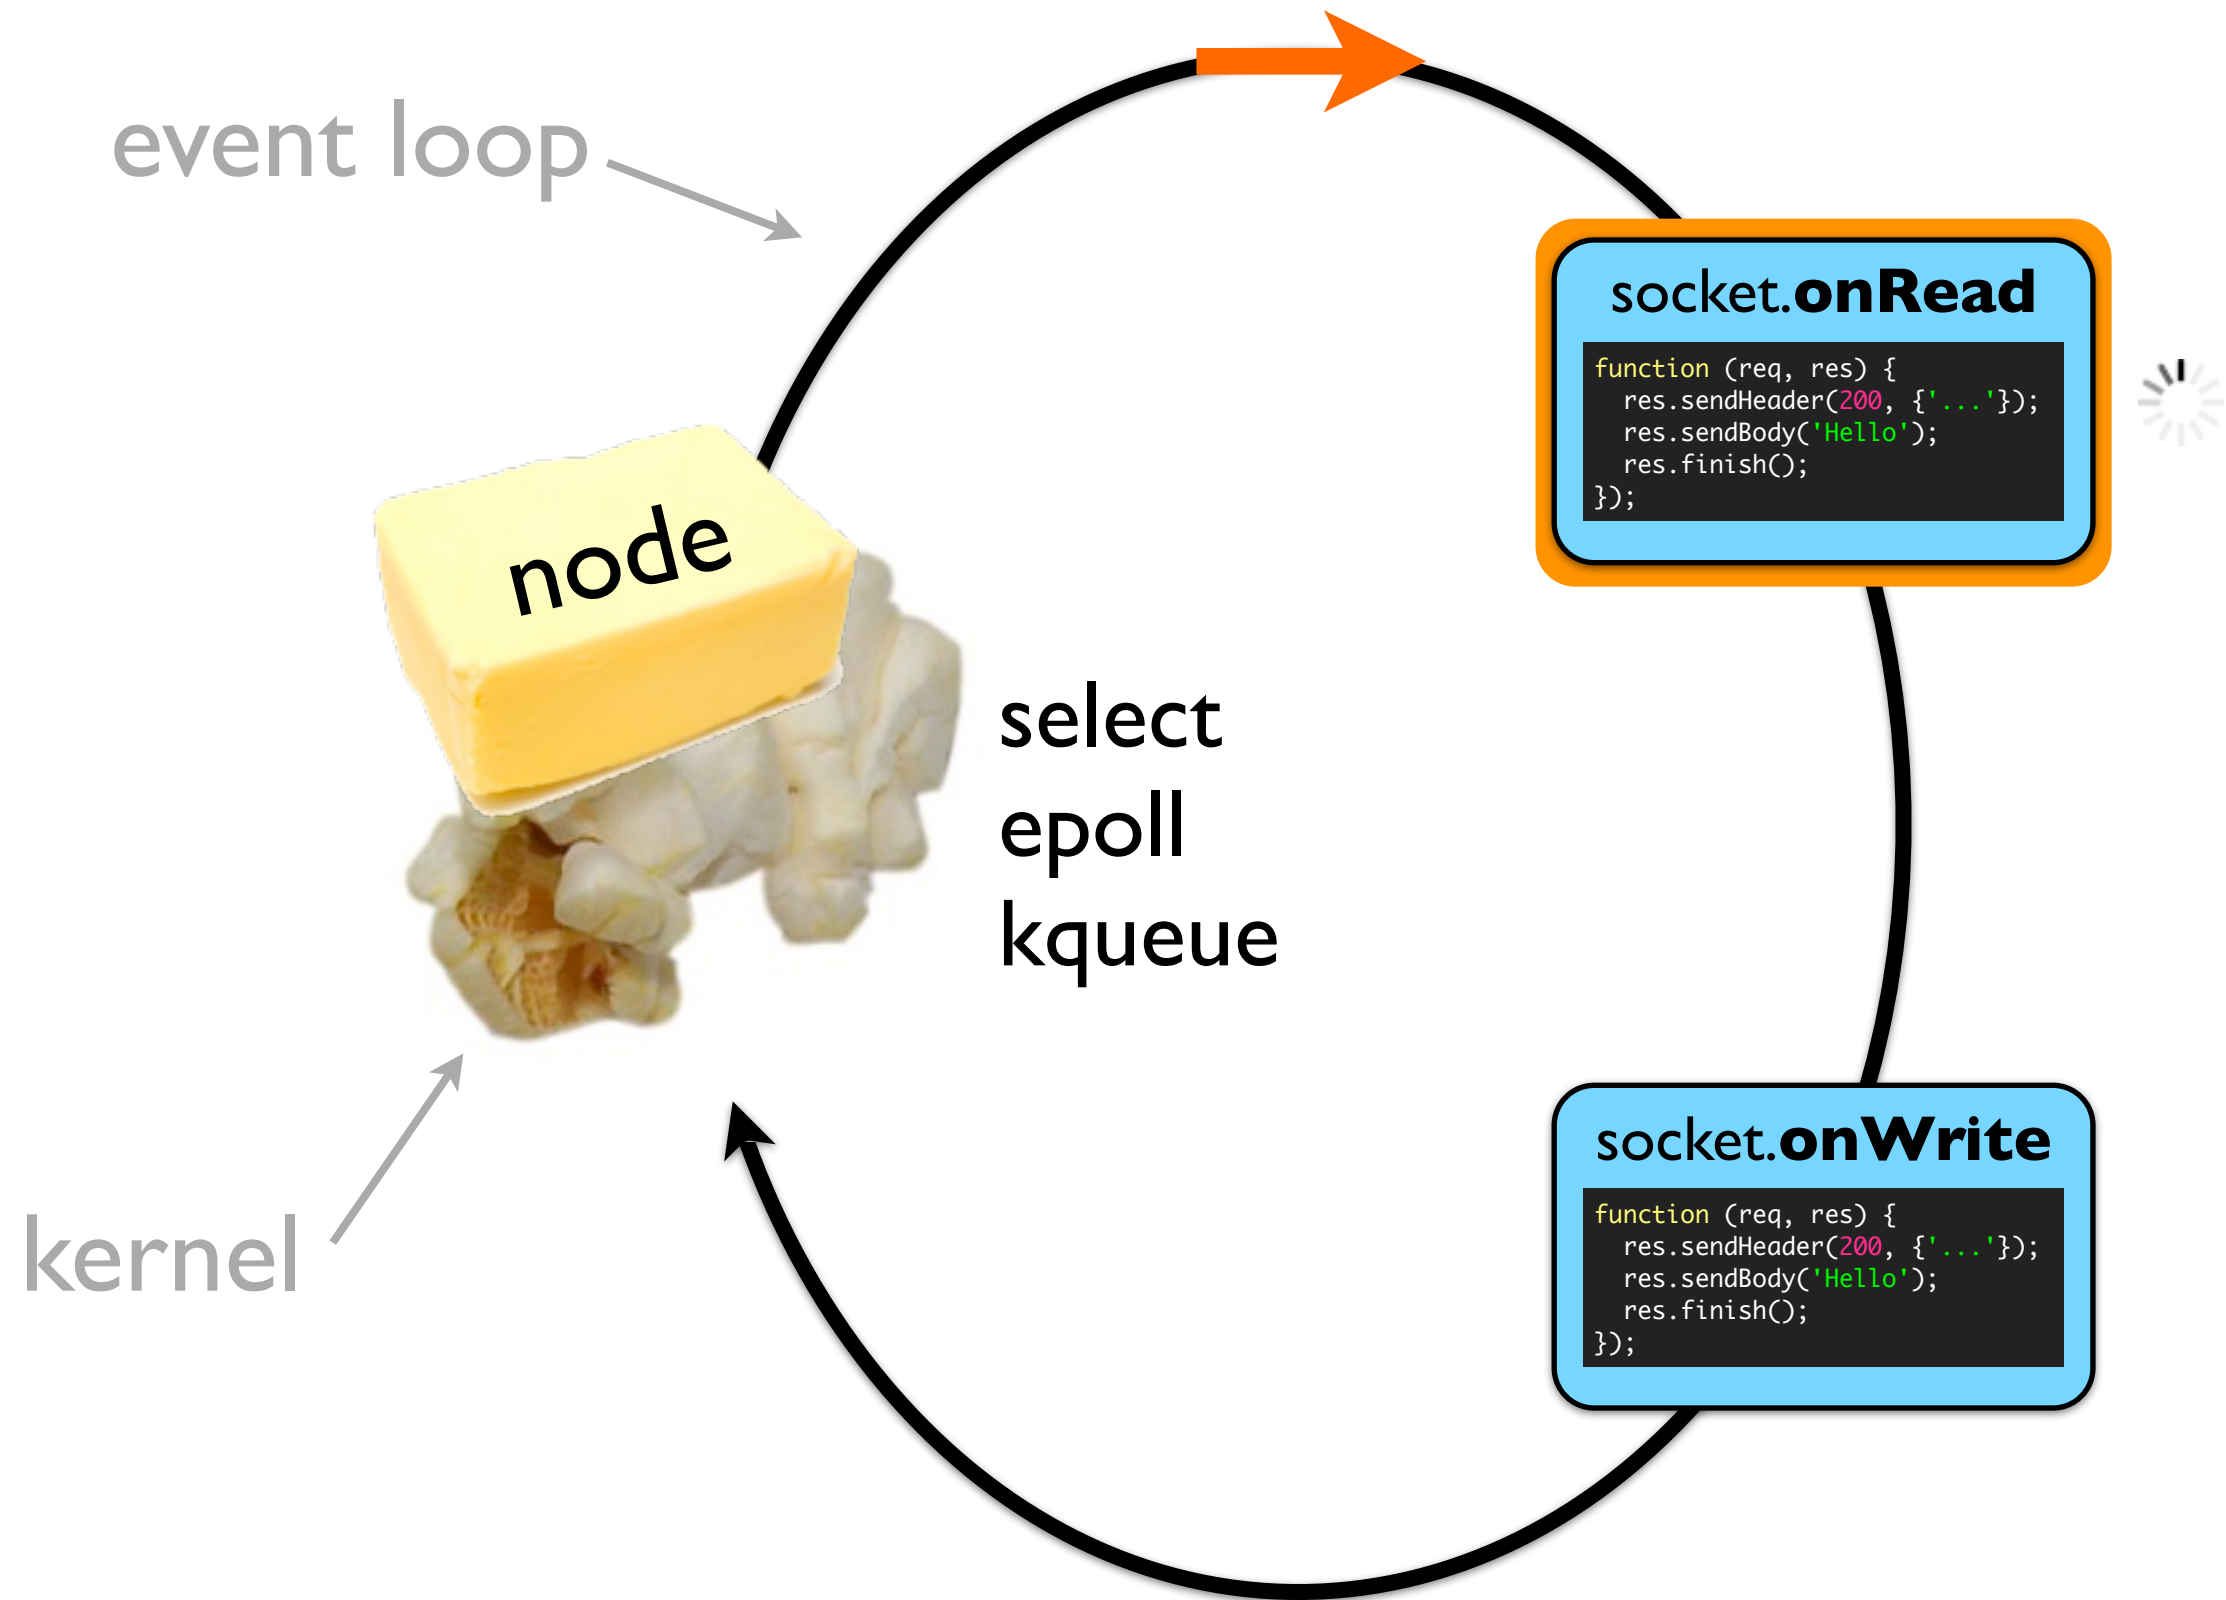 event loop
socket.onRead
function (req, res) {
  res.sendHeader(200, {'...'});
  res.sendBody('Hello');
  res.finish();
});
node
select
epoll
kqueue
socket.onWrite
function (req, res) {
  res.sendHeader(200, {'...'});
  res.sendBody('Hello');
  res.finish();
});
kernel